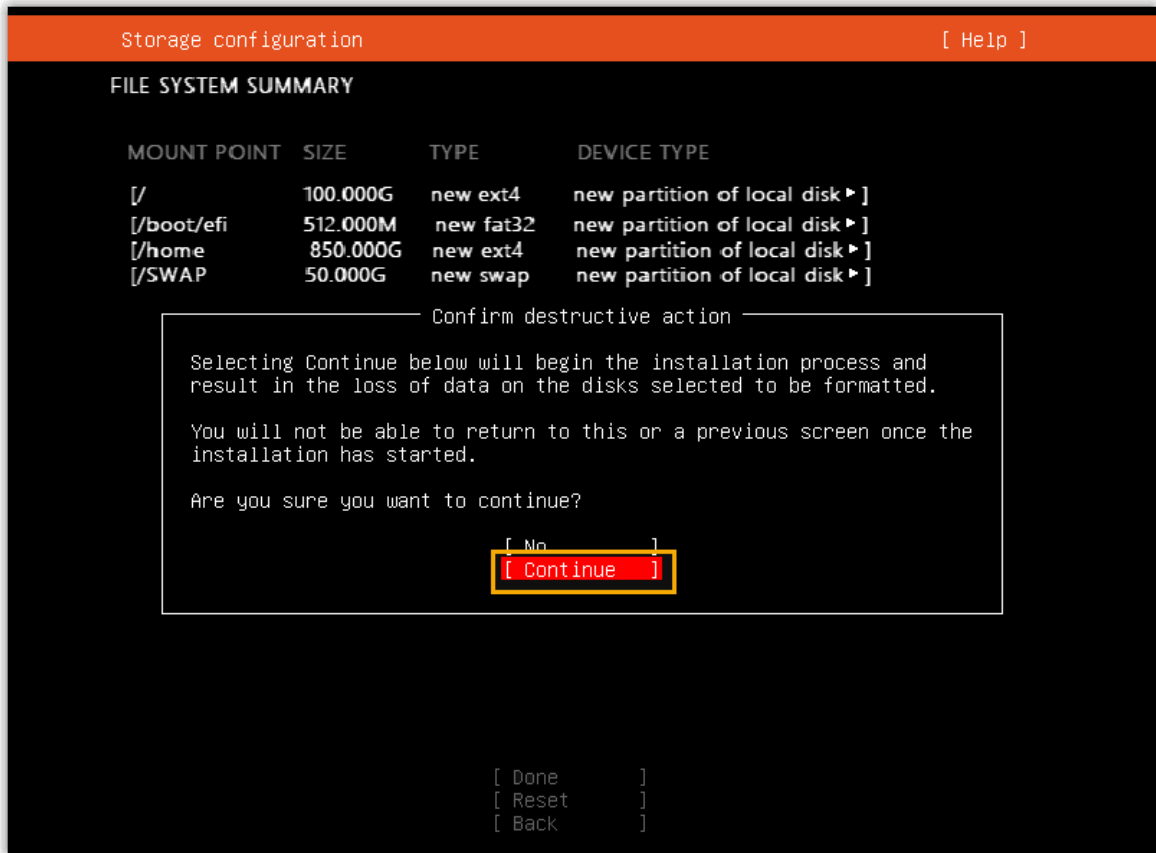 Storage configuration [ Help ]
FILE SYSTEM SUMMARY
MOUNT POINT SIZE TYPE DEVICE TYPE
[/ 100.000G new ext4 new partition of local disk ▸ ]
[/boot/efi 512.000M new fat32 new partition of local disk ▸ ]
[/home 850.000G new ext4 new partition of local disk ▸ ]
[/SWAP 50.000G new swap new partition of local disk ▸ ]
Confirm destructive action
Selecting Continue below will begin the installation process and
result in the loss of data on the disks selected to be formatted.
You will not be able to return to this or a previous screen once the
installation has started.
Are you sure you want to continue?
[ No ]
[ Continue ]
[ Done ]
[ Reset ]
[ Back ]